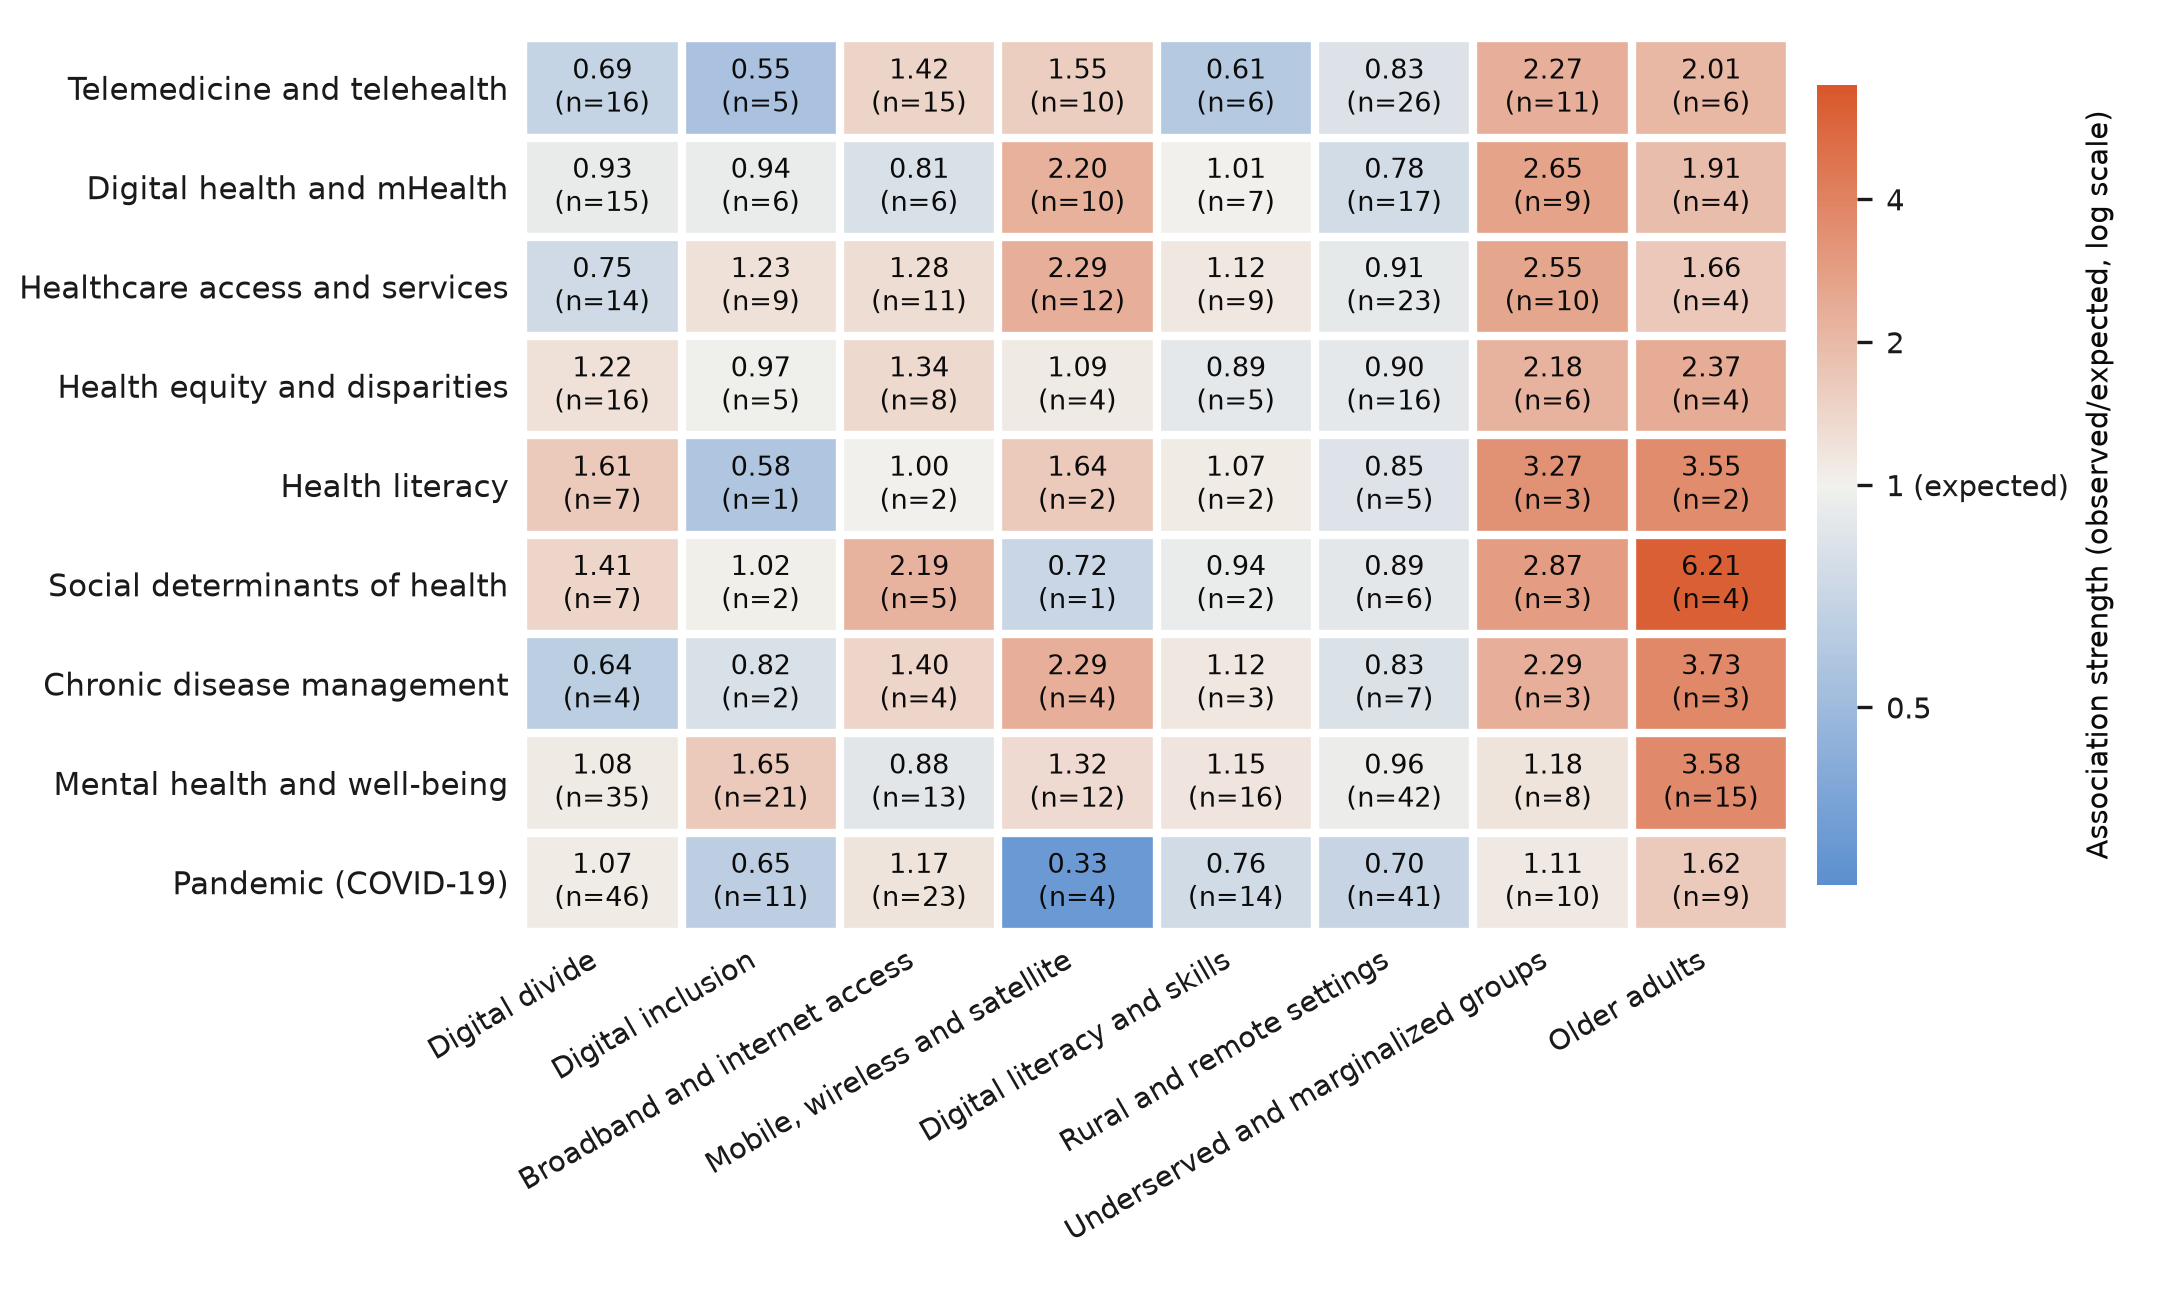 Telemedicine and telehealth
0.69 0.55 1.42 1.55 0.61 0.83 2.27 2.01
(n=16) (n=5) (n=15) (n=10) (n=6) (n=26) (n=11) (n=6)
Digital health and mHealth
0.93 0.94 0.81 2.20 1.01 0.78 2.65 1.91
(n=15) (n=6) (n=6) (n=10) (n=7) (n=17) (n=9) (n=4)
Healthcare access and services
0.75 1.23 1.28 2.29 1.12 0.91 2.55 1.66
(n=14) (n=9) (n=11) (n=12) (n=9) (n=23) (n=10) (n=4)
Health equity and disparities
1.22 0.97 1.34 1.09 0.89 0.90 2.18 2.37
(n=16) (n=5) (n=8) (n=4) (n=5) (n=16) (n=6) (n=4)
Health literacy
1.61 0.58 1.00 1.64 1.07 0.85 3.27 3.55
(n=7) (n=1) (n=2) (n=2) (n=2) (n=5) (n=3) (n=2)
Social determinants of health
1.41 1.02 2.19 0.72 0.94 0.89 2.87 6.21
(n=7) (n=2) (n=5) (n=1) (n=2) (n=6) (n=3) (n=4)
Chronic disease management
0.64 0.82 1.40 2.29 1.12 0.83 2.29 3.73
(n=4) (n=2) (n=4) (n=4) (n=3) (n=7) (n=3) (n=3)
Mental health and well-being
1.08 1.65 0.88 1.32 1.15 0.96 1.18 3.58
(n=35) (n=21) (n=13) (n=12) (n=16) (n=42) (n=8) (n=15)
Pandemic (COVID-19)
1.07 0.65 1.17 0.33 0.76 0.70 1.11 1.62
(n=46) (n=11) (n=23) (n=4) (n=14) (n=41) (n=10) (n=9)
Digital divide
Digital inclusion
Broadband and internet access
Mobile, wireless and satellite
Digital literacy and skills
Rural and remote settings
Underserved and marginalized groups
Older adults
4
2
1 (expected)
0.5
Association strength (observed/expected, log scale)